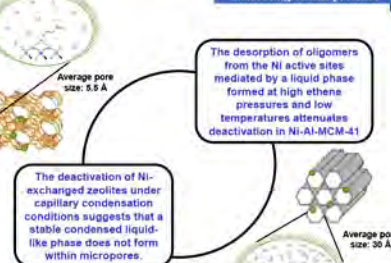 The desorption of oligomers
from the Ni active sites
mediated by a liquid phase
formed at high ethene
pressures and low
temperatures attenuates
deactivation in Ni-Al-MCM-41
Average pore
size: 5.5 Å
The deactivation of Ni-
exchanged zeolites under
capillary condensation
conditions suggests that a
stable condensed liquid-
like phase does not form
within micropores.
Average po
size: 30 Å